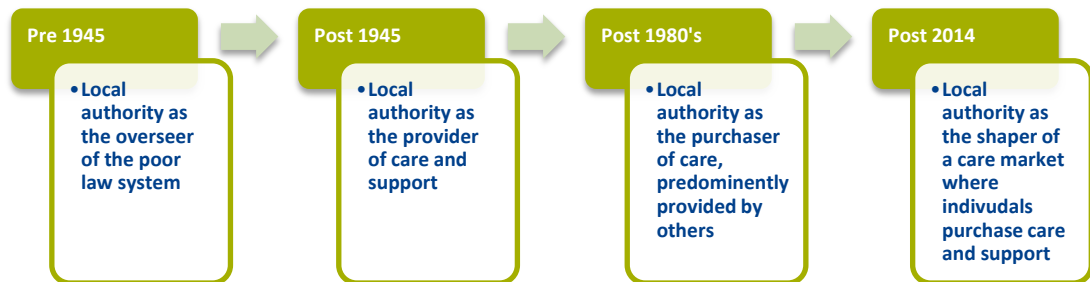 Pre 1945
• Local
authority as
the overseer
of the poor
law system
Post 1945
• Local
authority as
the provider
of care and
support
Post 1980's
• Local
authority as
the purchaser
of care,
predominently
provided by
others
Post 2014
• Local
authority as
the shaper of
a care market
where
indivudals
purchase care
and support